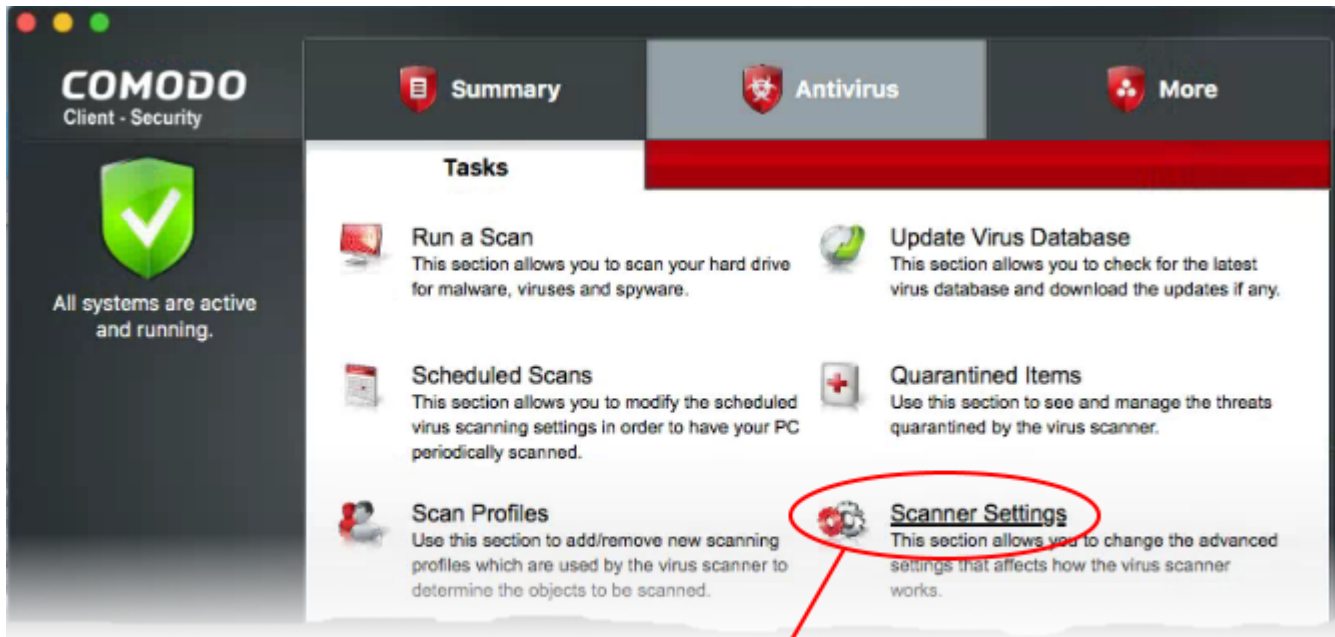 COMODO
Client - Security
Summary
Antivirus
More
All systems are active
and running.
Tasks
Run a Scan
This section allows you to scan your hard drive
for malware, viruses and spyware.
Update Virus Database
This section allows you to check for the latest
virus database and download the updates if any.
Scheduled Scans
This section allows you to modify the scheduled
virus scanning settings in order to have your PC
periodically scanned.
Quarantined Items
Use this section to see and manage the threats
quarantined by the virus scanner.
Scan Profiles
Use this section to add/remove new scanning
profiles which are used by the virus scanner to
determine the objects to be scanned.
Scanner Settings
This section allows you to change the advanced
settings that affects how the virus scanner
works.